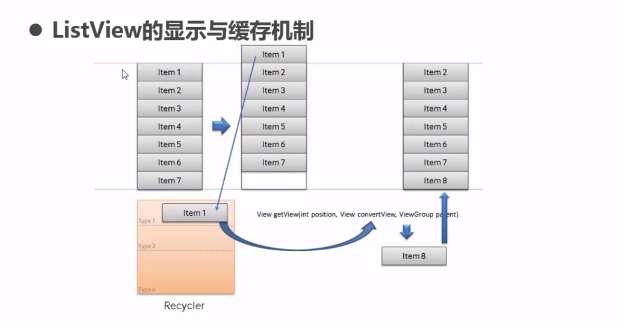 ListView的显示与缓存机制
Item 1
Item 1
Item 2
Item 3
Item 4
Item 5
Item 6
Item 7
Item 2
Item 3
Item 4
Item 5
Item 6
Item 7
Item 2
Item 3
Item 4
Item 5
Item 6
Item 7
Item 8
Item 1
Type 1
Type 2
Type n
Recycler
View getView(int position, View convertView, ViewGroup parent)
Item 8